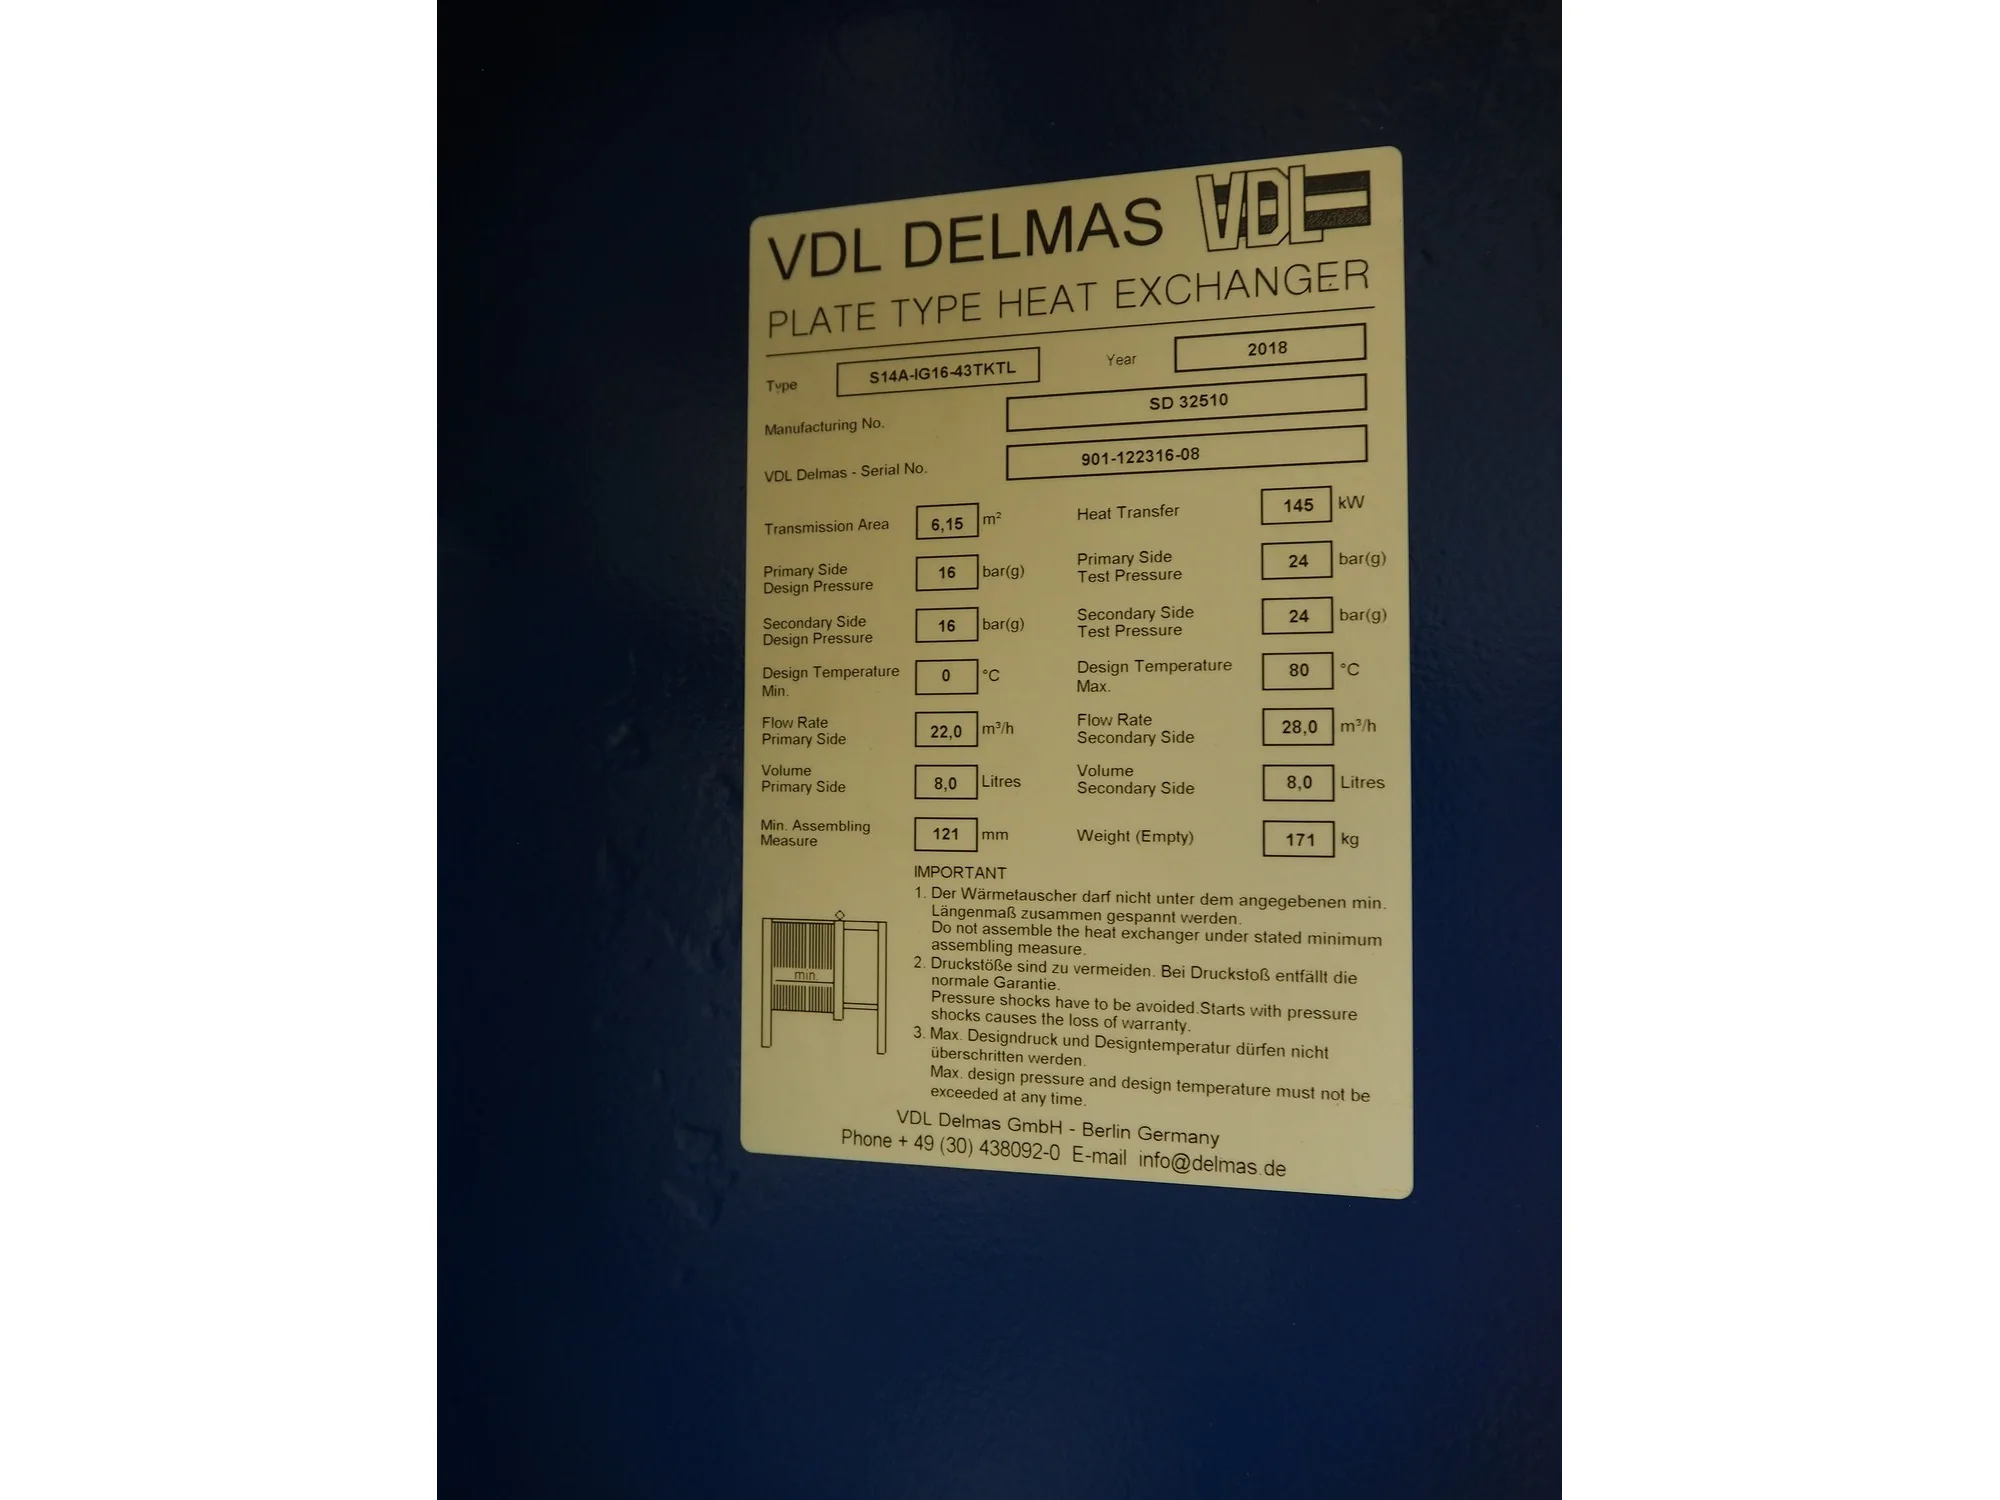 VDL DELMAS VDL
PLATE TYPE HEAT EXCHANGER
Type S14A-IG16-43TKTL Year 2018
Manufacturing No. SD 32510
VDL Delmas - Serial No. 901-122316-08
Transmission Area 6,15 m² Heat Transfer 145 kW
Primary Side
Design Pressure 16 bar(g) Primary Side
Test Pressure 24 bar(g)
Secondary Side
Design Pressure 16 bar(g) Secondary Side
Test Pressure 24 bar(g)
Design Temperature
Min. 0 °C Design Temperature
Max. 80 °C
Flow Rate
Primary Side 22,0 m³/h Flow Rate
Secondary Side 28,0 m³/h
Volume
Primary Side 8,0 Litres Volume
Secondary Side 8,0 Litres
Min. Assembling
Measure 121 mm Weight (Empty) 171 kg
IMPORTANT
1. Der Wärmetauscher darf nicht unter dem angegebenen min.
Längenmaß zusammen gespannt werden.
Do not assemble the heat exchanger under stated minimum
assembling measure.
2. Druckstöße sind zu vermeiden. Bei Druckstoß entfällt die
normale Garantie.
Pressure shocks have to be avoided.Starts with pressure
shocks causes the loss of warranty.
3. Max. Designdruck und Designtemperatur dürfen nicht
überschritten werden.
Max. design pressure and design temperature must not be
exceeded at any time.
min.
VDL Delmas GmbH - Berlin Germany
Phone + 49 (30) 438092-0 E-mail info@delmas.de